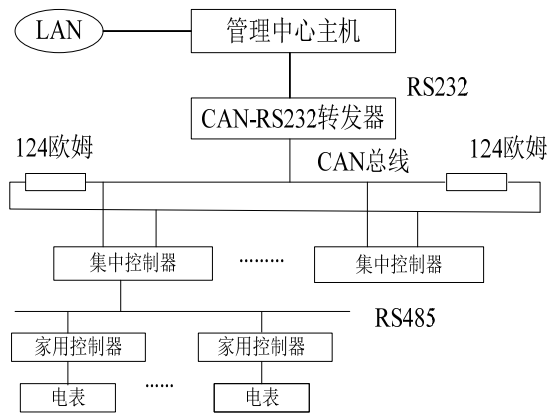 LAN
管理中心主机
RS232
CAN-RS232转发器
124欧姆
CAN总线
124欧姆
集中控制器
………
集中控制器
RS485
家用控制器
家用控制器
电表
……
电表